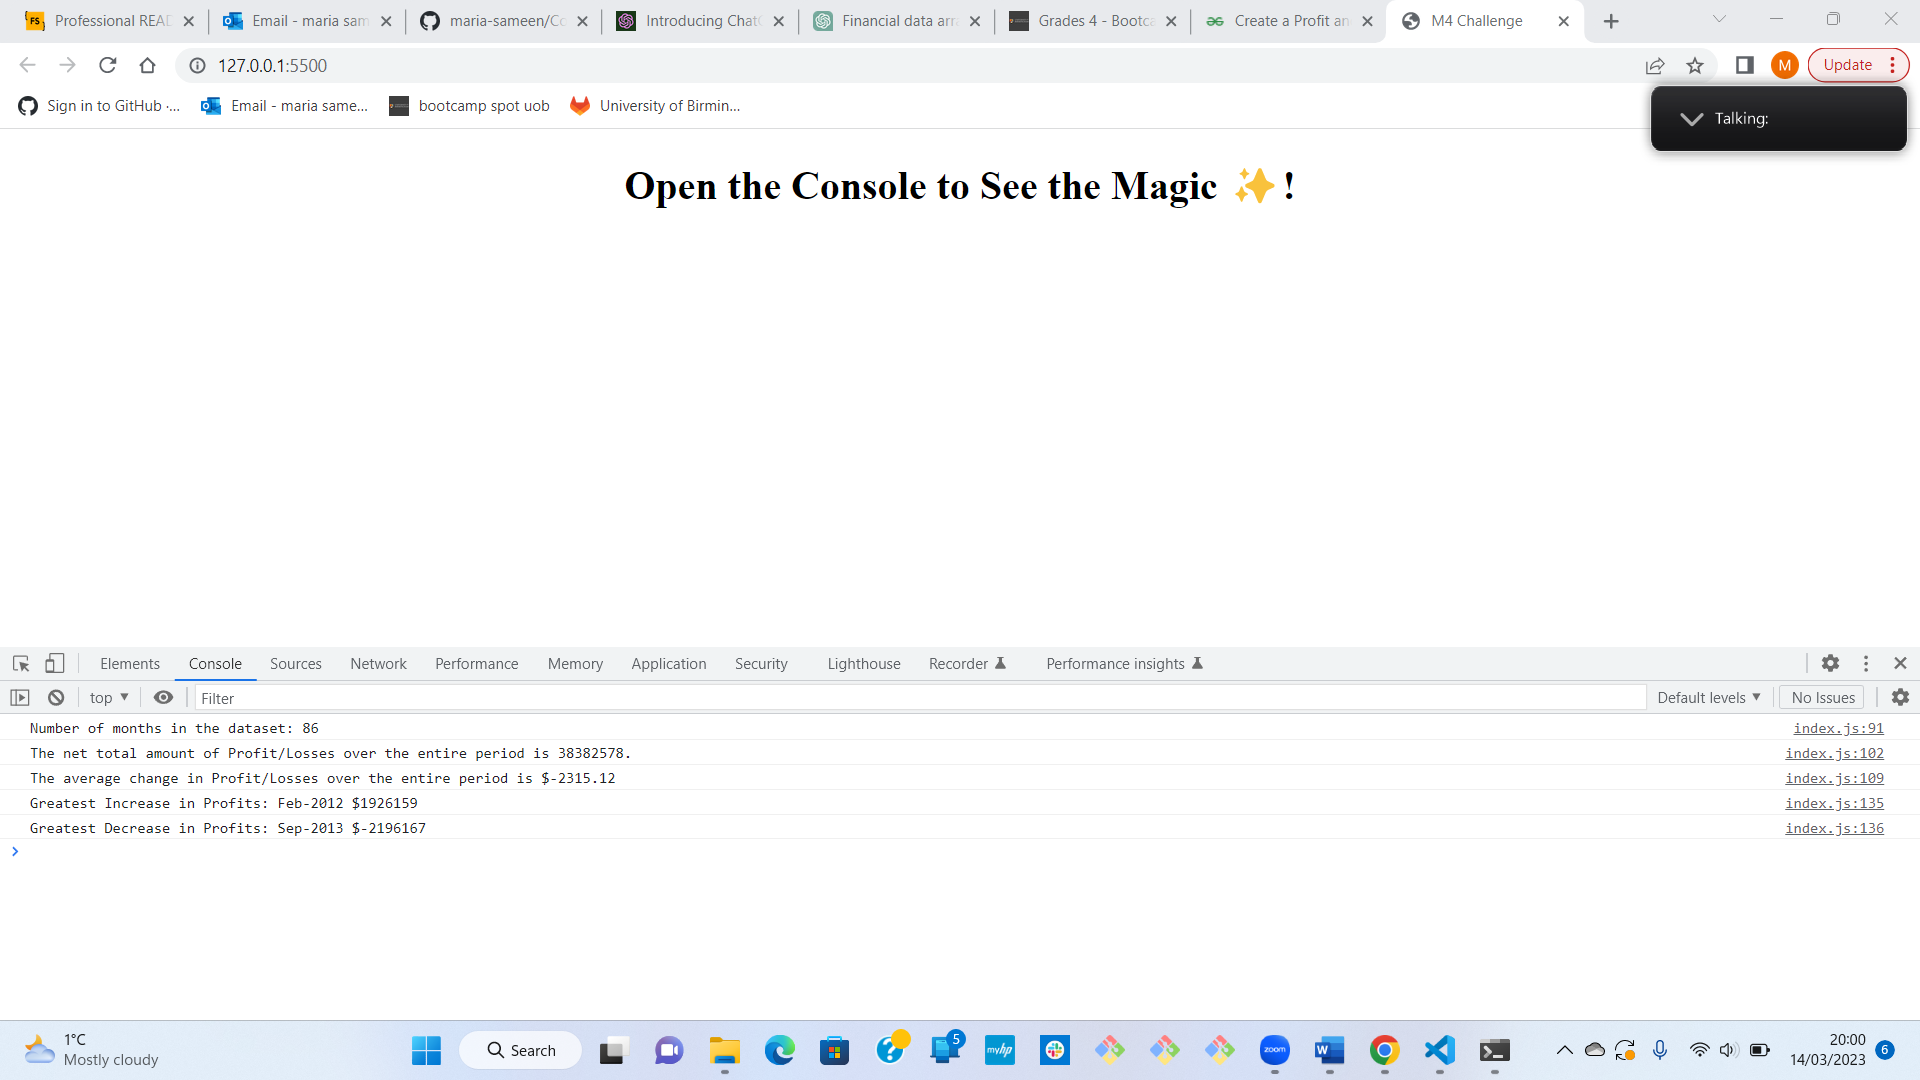 Professional READ
Email - maria sam
maria-sameen/Co
Introducing Chat
Financial data arra
Grades 4 - Bootca
Create a Profit an
M4 Challenge
127.0.0.1:5500
M
Update
Sign in to GitHub ·...
Email - maria same...
bootcamp spot uob
University of Birmin...
Talking:
Open the Console to See the Magic ✨!
Elements
Console
Sources
Network
Performance
Memory
Application
Security
Lighthouse
Recorder
Performance insights
top
Filter
Default levels
No Issues
Number of months in the dataset: 86
index.js:91
The net total amount of Profit/Losses over the entire period is 38382578.
index.js:102
The average change in Profit/Losses over the entire period is $-2315.12
index.js:109
Greatest Increase in Profits: Feb-2012 $1926159
index.js:135
Greatest Decrease in Profits: Sep-2013 $-2196167
index.js:136
1°C
Mostly cloudy
Search
5
myhp
zoom
20:00
14/03/2023
6